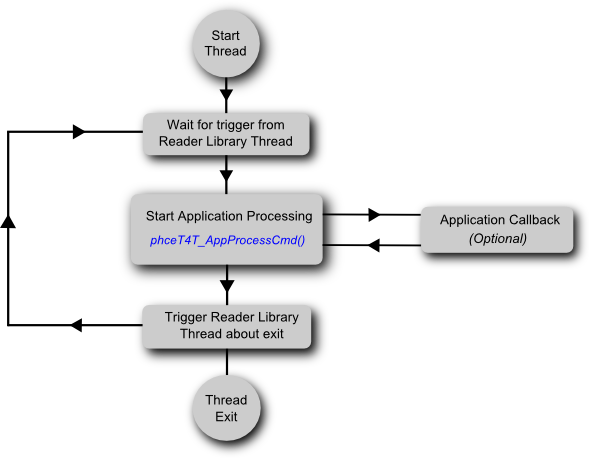 Start
Thread
Wait for trigger from
Reader Library Thread
Start Application Processing
phceT4T_AppProcessCmd()
Application Callback
(Optional)
Trigger Reader Library
Thread about exit
Thread
Exit